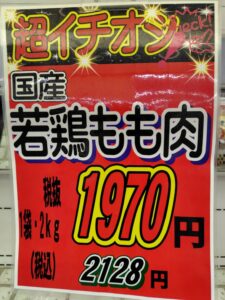 超イチオシ
国産
若鶏もも肉
税抜
1970円
1袋・2kg
(税込)
2128円